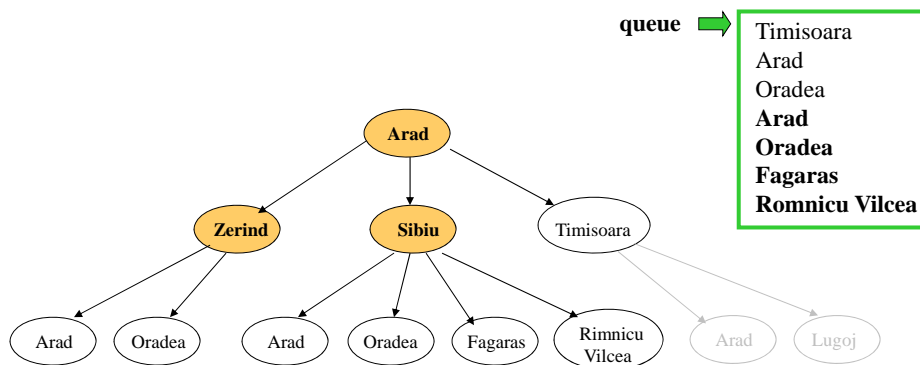 queue
Timisoara
Arad
Oradea
Arad
Oradea
Fagaras
Romnicu Vilcea
Arad
Zerind
Sibiu
Timisoara
Arad
Oradea
Arad
Oradea
Fagaras
Rimnicu
Vilcea
Arad
Lugoj